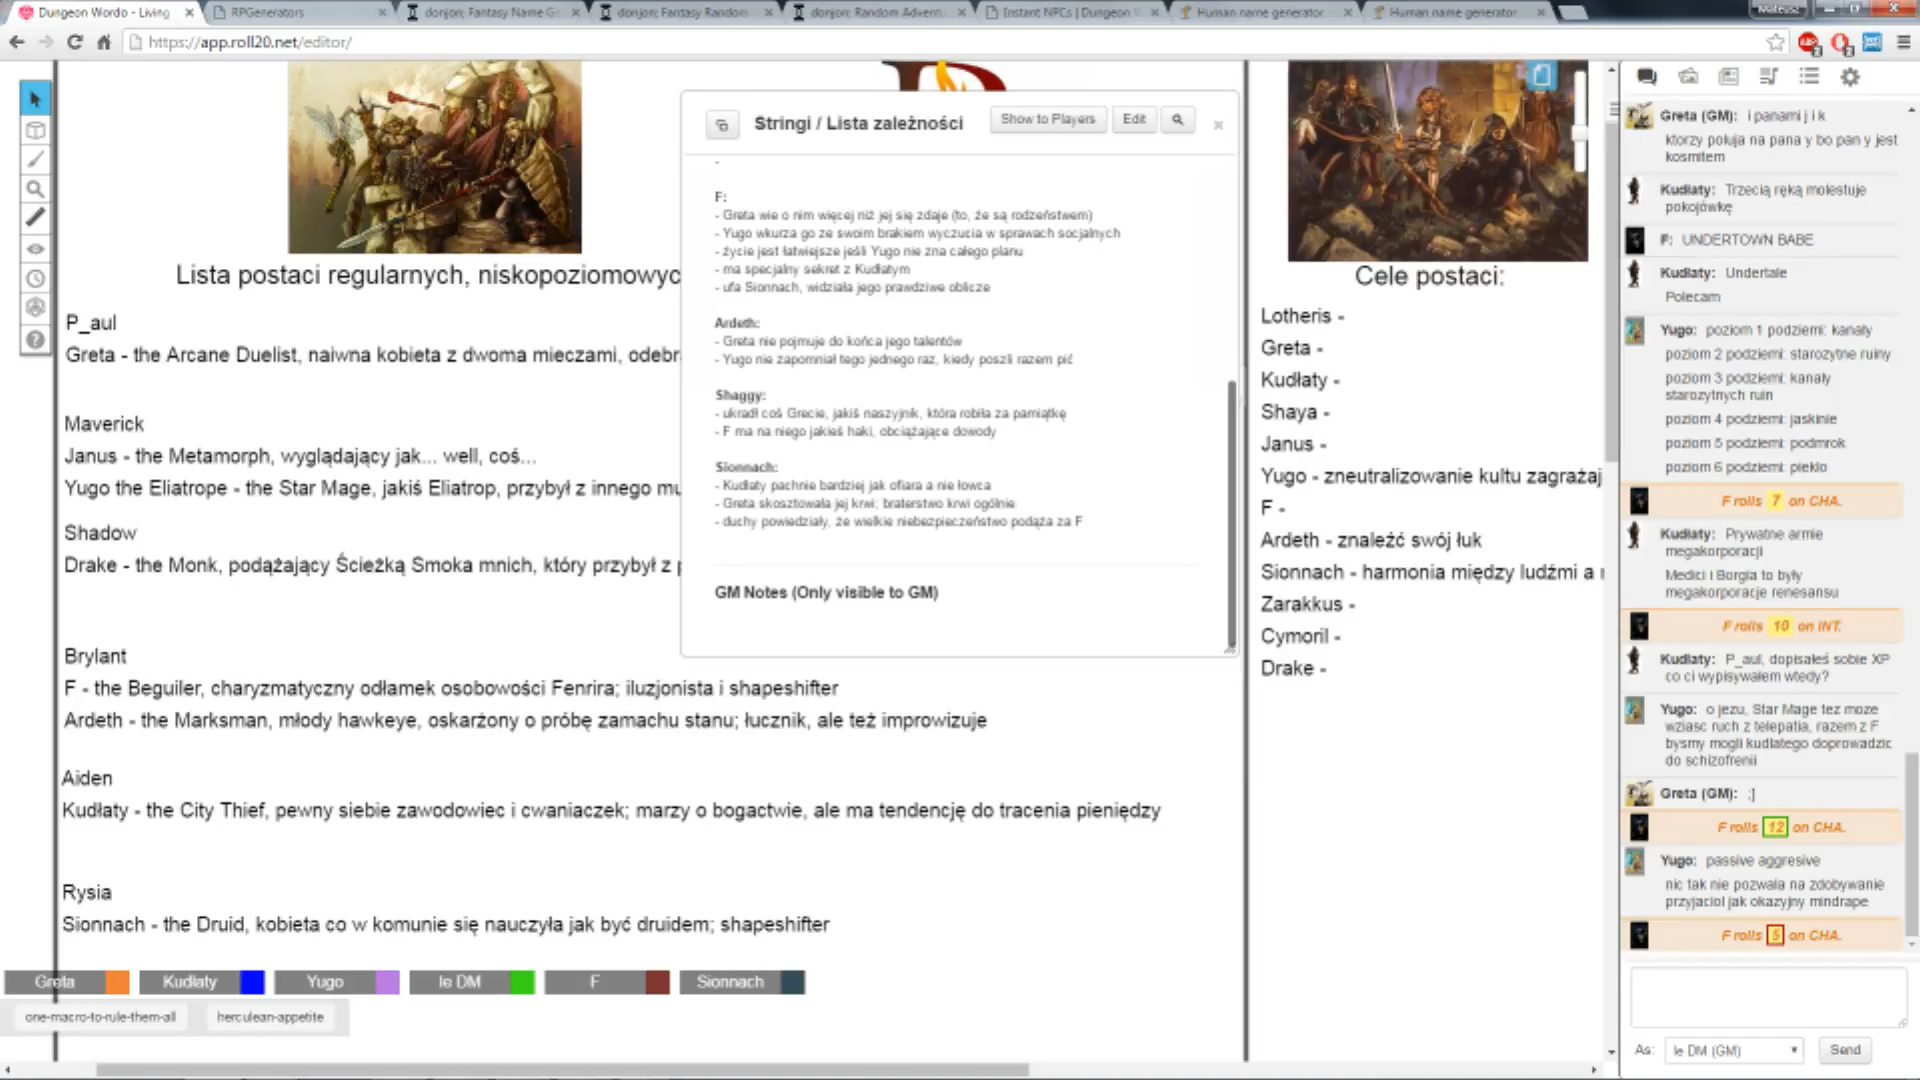 Dungeon Wordo - Living
RPGenerators
donjon; Fantasy Name Ge
donjon; Fantasy Random
donjon; Random Advent
Instant NPCs | Dungeon
Human name generator
Human name generator
Mateusz
https://app.roll20.net/editor/
Lista postaci regularnych, niskopoziomowyc
P_aul
Greta - the Arcane Duelist, naiwna kobieta z dwoma mieczami, odebr
Maverick
Janus - the Metamorph, wyglądający jak... well, coś...
Yugo the Eliatrope - the Star Mage, jakiś Eliatrop, przybył z innego mu
Shadow
Drake - the Monk, podążający Ścieżką Smoka mnich, który przybył z p
Brylant
F - the Beguiler, charyzmatyczny odłamek osobowości Fenrira; iluzjonista i shapeshifter
Ardeth - the Marksman, młody hawkeye, oskarżony o próbę zamachu stanu; łucznik, ale też improwizuje
Aiden
Kudłaty - the City Thief, pewny siebie zawodowiec i cwaniaczek; marzy o bogactwie, ale ma tendencję do tracenia pieniędzy
Rysia
Sionnach - the Druid, kobieta co w komunie się nauczyła jak być druidem; shapeshifter
Greta
Kudłaty
Yugo
le DM
F
Sionnach
one-macro-to-rule-them-all
herculean-appetite
Stringi / Lista zależności
Show to Players
Edit
-
F:
- Greta wie o nim więcej niż jej się zdaje (to, że są rodzeństwem)
- Yugo wkurza go ze swoim brakiem wyczucia w sprawach socjalnych
- życie jest łatwiejsze jeśli Yugo nie zna całego planu
- ma specjalny sekret z Kudłatym
- ufa Sionnach, widziała jego prawdziwe oblicze
Ardeth:
- Greta nie pojmuje do końca jego talentów
- Yugo nie zapomniał tego jednego raz, kiedy poszli razem pić
Shaggy:
- ukradł coś Grecie, jakiś naszyjnik, która robiła za pamiątkę
- F ma na niego jakieś haki, obciążające dowody
Sionnach:
- Kudłaty pachnie bardziej jak ofiara a nie łowca
- Greta skosztowała jej krwi; braterstwo krwi ogólnie
- duchy powiedziały, że wielkie niebezpieczeństwo podąża za F
GM Notes (Only visible to GM)
Cele postaci:
Lotheris -
Greta -
Kudłaty -
Shaya -
Janus -
Yugo - zneutralizowanie kultu zagrażaj
F -
Ardeth - znaleźć swój łuk
Sionnach - harmonia między ludźmi a
Zarakkus -
Cymoril -
Drake -
Greta (GM): i panami j i k
ktorzy poluja na pana y bo pan y jest
kosmitem
Kudłaty: Trzecią ręką molestuje
pokojówkę
F: UNDERTOWN BABE
Kudłaty: Undertale
Polecam
Yugo: poziom 1 podziemi: kanaly
poziom 2 podziemi: starozytne ruiny
poziom 3 podziemi: kanaly
starozytnych ruin
poziom 4 podziemi: jaskinie
poziom 5 podziemi: podmrok
poziom 6 podziemi: pieklo
F rolls 7 on CHA.
Kudłaty: Prywatne armie
megakorporacji
Medici i Borgia to były
megakorporacje renesansu
F rolls 10 on INT.
Kudłaty: P_aul, dopisałeś sobie XP
co ci wypisywałem wtedy?
Yugo: o jezu, Star Mage tez moze
wziasc ruch z telepatia, razem z F
bysmy mogli kudlatego doprowadzic
do schizofrenii
Greta (GM): ;]
F rolls 12 on CHA.
Yugo: passive aggresive
nic tak nie pozwala na zdobywanie
przyjaciol jak okazyjny mindrape
F rolls 5 on CHA.
As:
le DM (GM)
Send